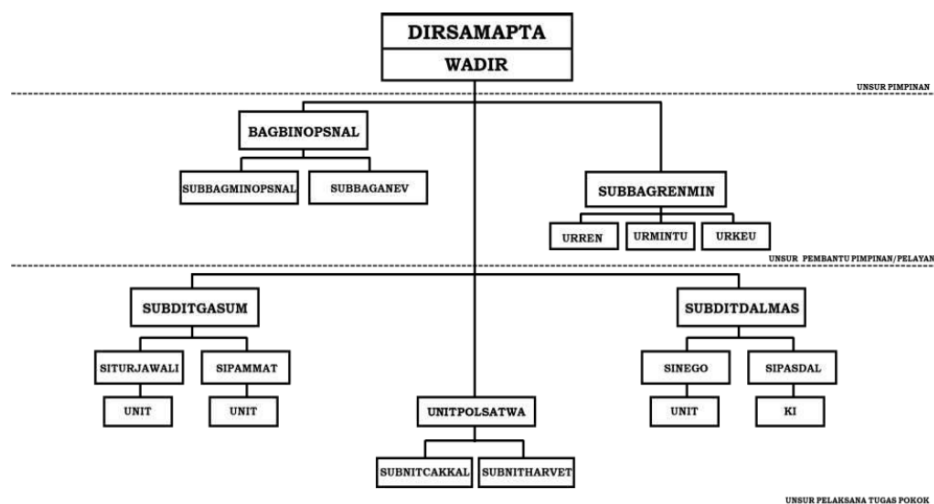 DIRSAMAPTA
WADIR
UNSUR PIMPINAN
BAGBINOPSNAL
SUBBAGMINOPSNAL
SUBBAGANEV
SUBBAGRENMIN
URREN
URMINTU
URKEU
UNSUR PEMBANTU PIMPINAN/PELAYAN
SUBDITGASUM
SUBDITDALMAS
SITURJAWALI
SIPAMMAT
SINEGO
SIPASDAL
UNIT
UNIT
UNITPOLSATWA
UNIT
KI
SUBNITCAKKAL
SUBNITHARVET
UNSUR PELAKSANA TUGAS POKOK